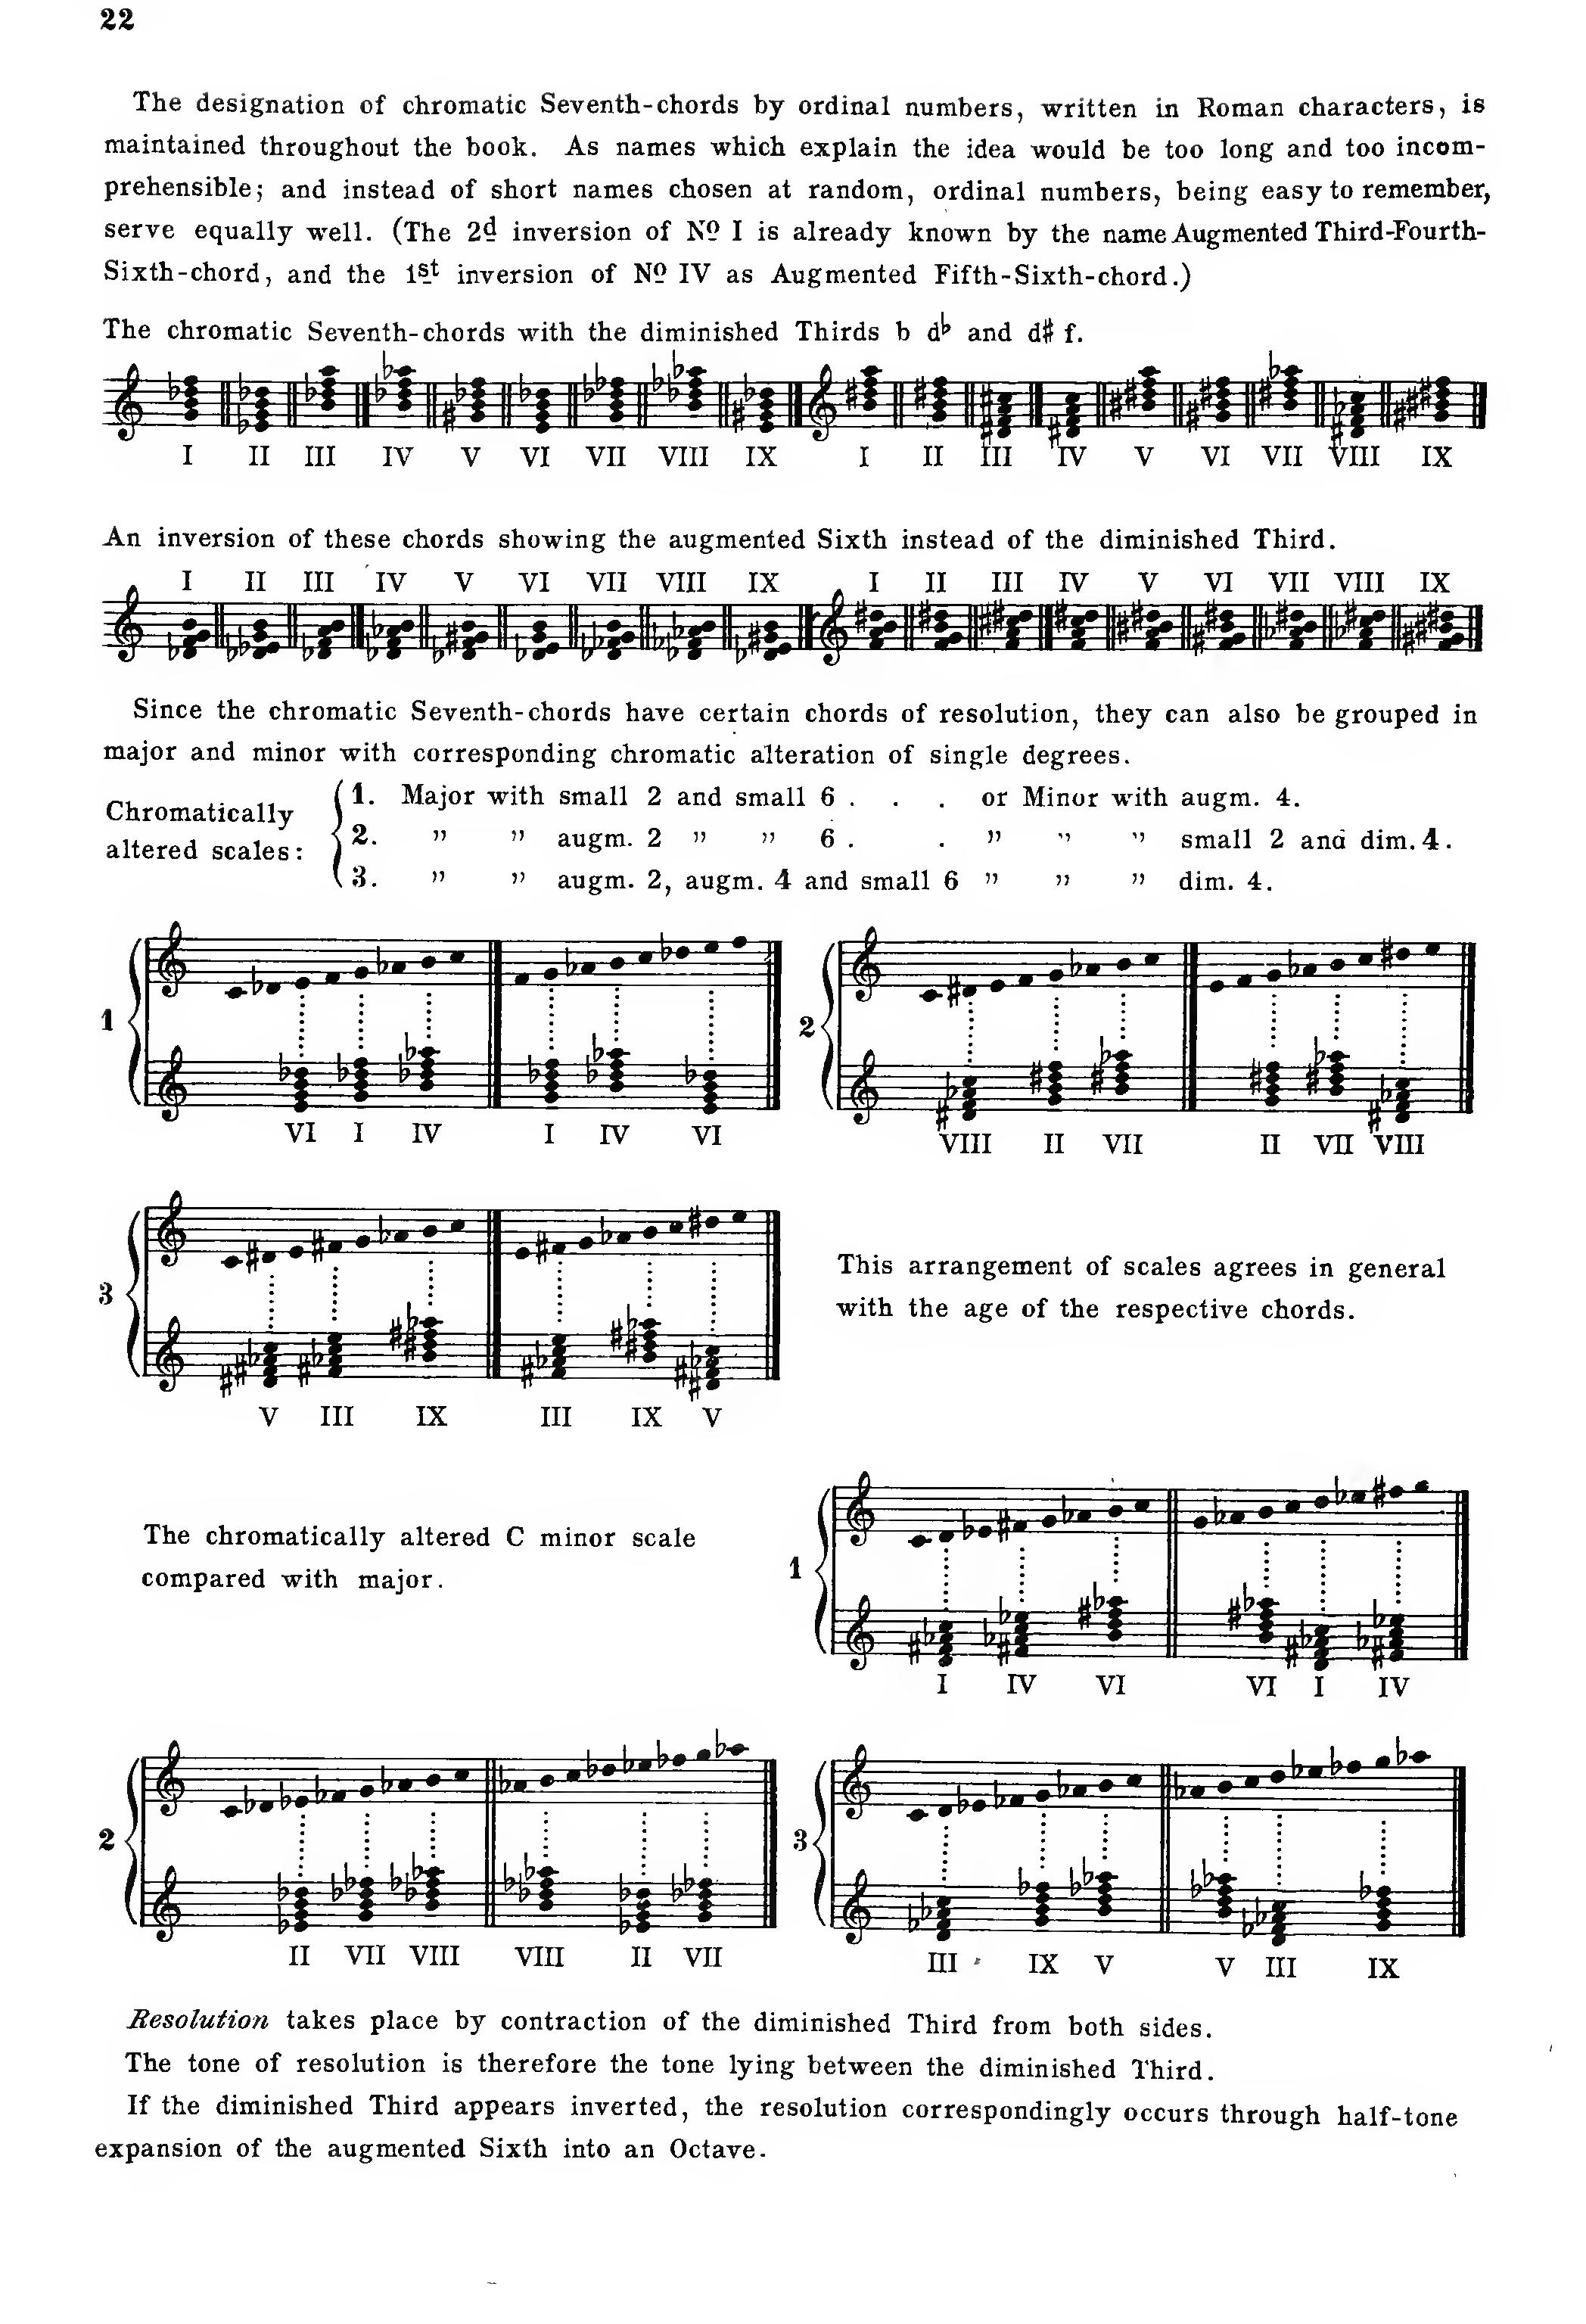 22
The designation of chromatic Seventh-chords by ordinal numbers, written in Roman characters, is
maintained throughout the book. As names which explain the idea would be too long and too incom-
prehensible; and instead of short names chosen at random, ordinal numbers, being easy to remember,
serve equally well. (The 2d inversion of No I is already known by the name Augmented Third-Fourth-
Sixth-chord, and the 1st inversion of No IV as Augmented Fifth-Sixth-chord.)
The chromatic Seventh-chords with the diminished Thirds b d♭ and d♯ f.
I II III IV V VI VII VIII IX I II III IV V VI VII VIII IX
An inversion of these chords showing the augmented Sixth instead of the diminished Third.
I II III IV V VI VII VIII IX I II III IV V VI VII VIII IX
Since the chromatic Seventh-chords have certain chords of resolution, they can also be grouped in
major and minor with corresponding chromatic alteration of single degrees.
Chromatically altered scales:
1. Major with small 2 and small 6 . . . or Minor with augm. 4.
2. ” ” augm. 2 ” ” 6 . . ” ” ” small 2 and dim. 4.
3. ” ” augm. 2, augm. 4 and small 6 ” ” ” dim. 4.
1
VI I IV I IV VI
2
VIII II VII II VII VIII
3
V III IX III IX V
This arrangement of scales agrees in general
with the age of the respective chords.
The chromatically altered C minor scale
compared with major.
1
I IV VI VI I IV
2
II VII VIII VIII II VII
3
III IX V V III IX
Resolution takes place by contraction of the diminished Third from both sides.
The tone of resolution is therefore the tone lying between the diminished Third.
If the diminished Third appears inverted, the resolution correspondingly occurs through half-tone
expansion of the augmented Sixth into an Octave.